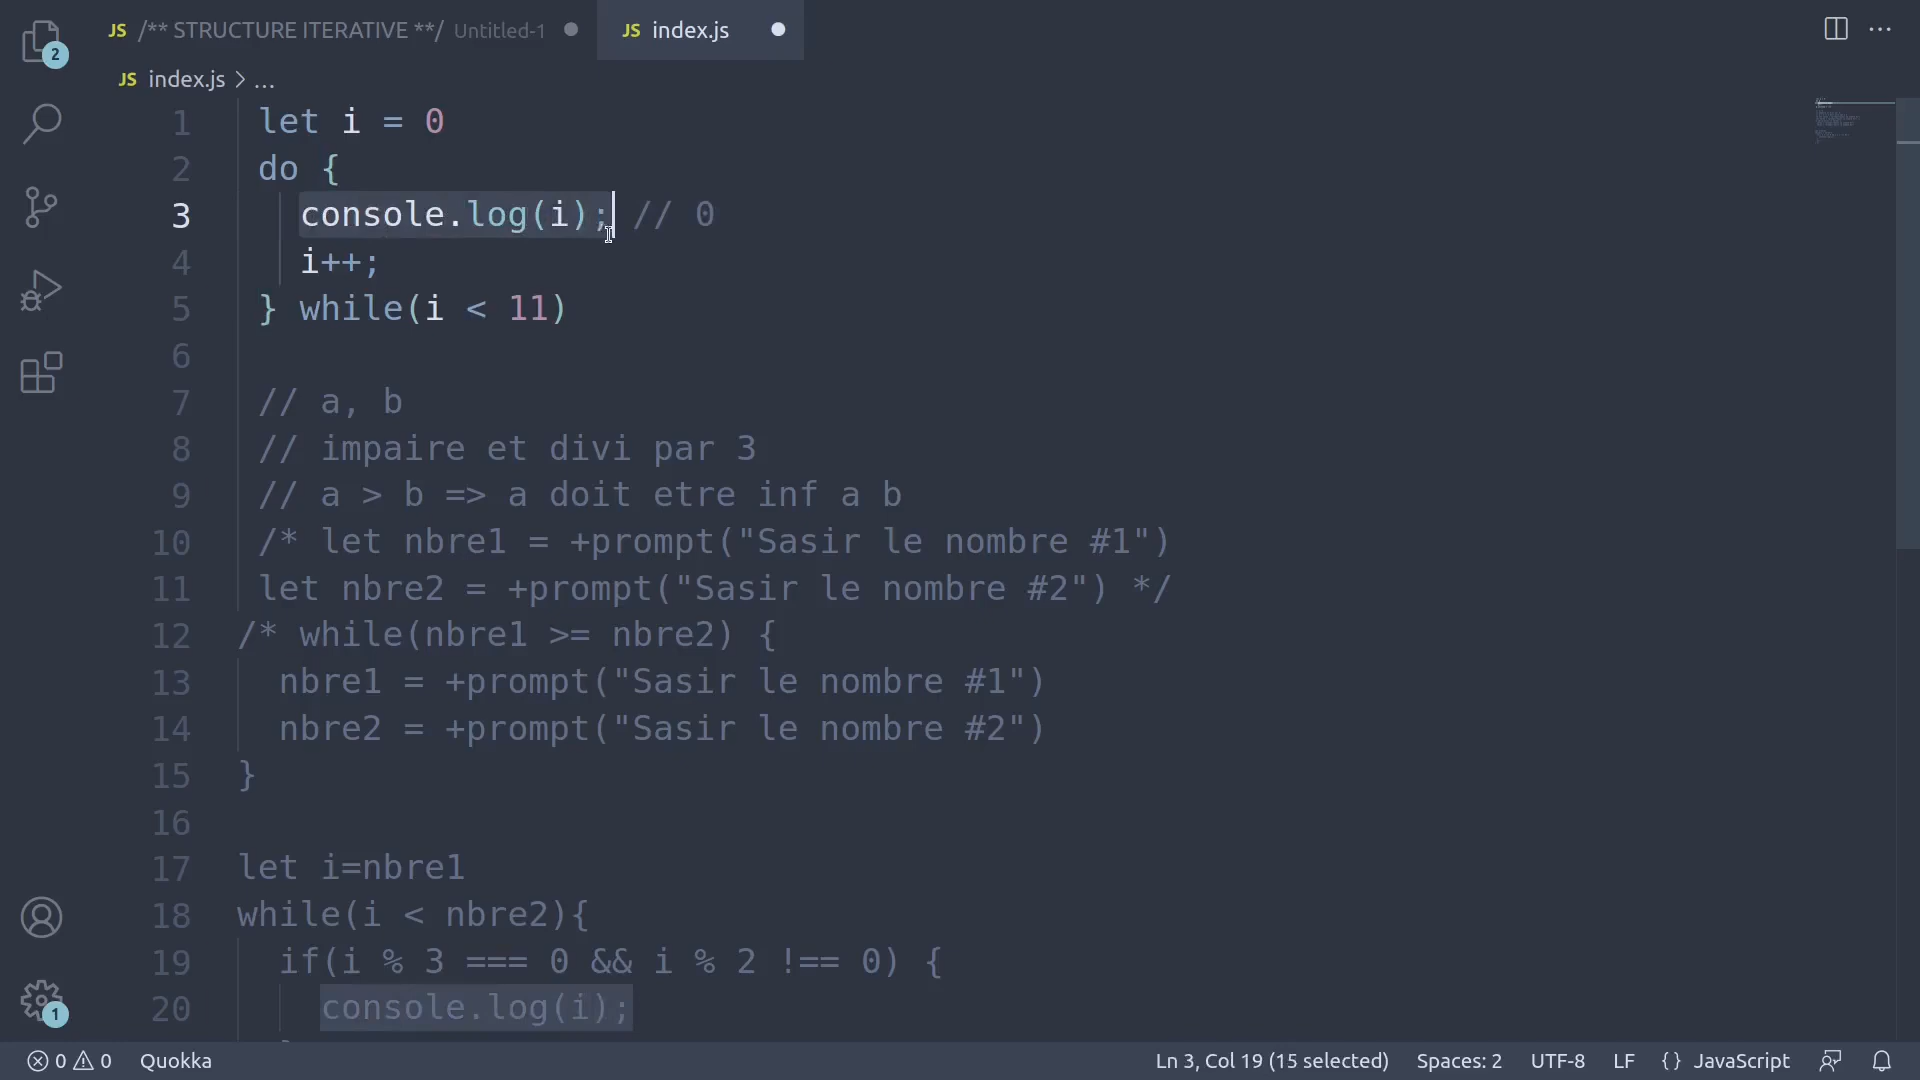 JS /** STRUCTURE ITERATIVE **/ Untitled-1
JS index.js
2
JS index.js > ...
1 let i = 0
2 do {
3 console.log(i); // 0
4 i++;
5 } while(i < 11)
6
7 // a, b
8 // impaire et divi par 3
9 // a > b => a doit etre inf a b
10 /* let nbre1 = +prompt("Sasir le nombre #1")
11 let nbre2 = +prompt("Sasir le nombre #2") */
12 /* while(nbre1 >= nbre2) {
13 nbre1 = +prompt("Sasir le nombre #1")
14 nbre2 = +prompt("Sasir le nombre #2")
15 }
16
17 let i=nbre1
18 while(i < nbre2){
19 if(i % 3 === 0 && i % 2 !== 0) {
20 console.log(i);
1
0 0 Quokka Ln 3, Col 19 (15 selected) Spaces: 2 UTF-8 LF {} JavaScript